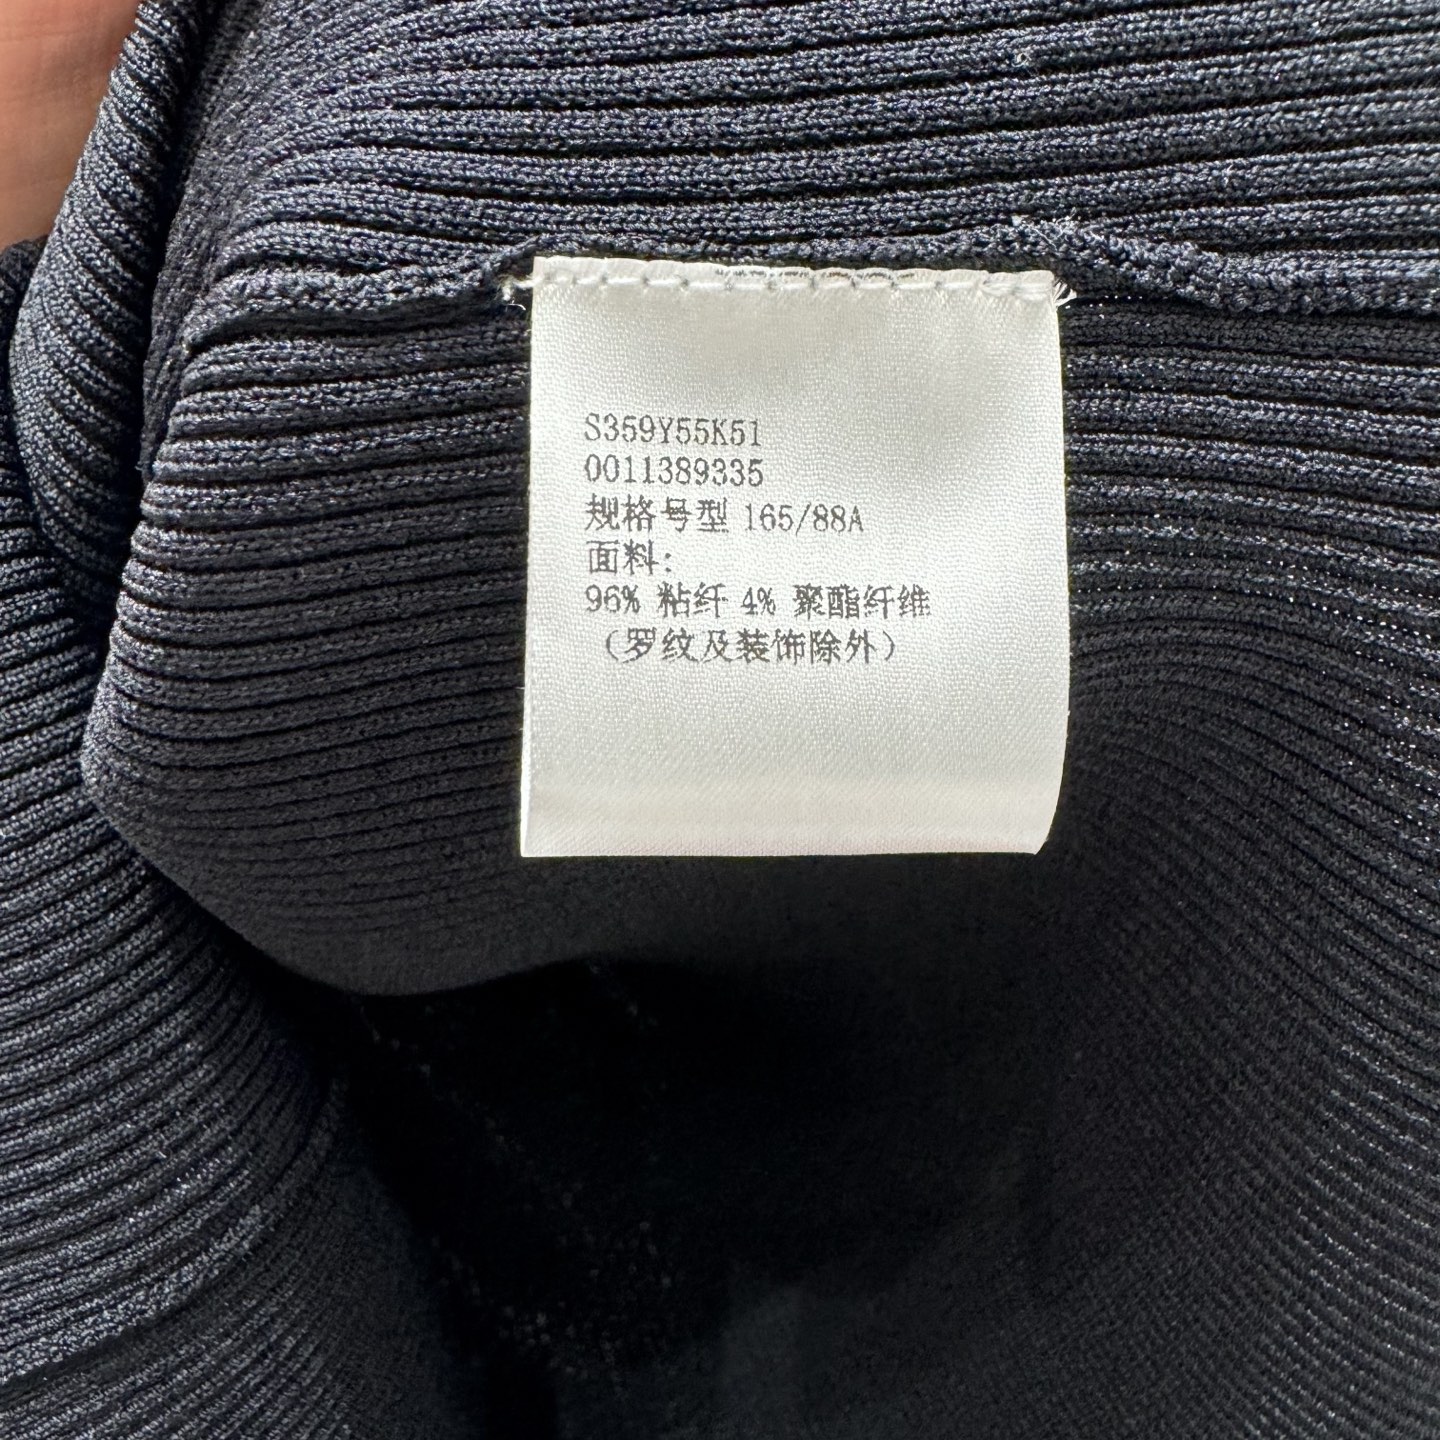 S359Y55K51
0011389335
规格号型 165/88A
面料:
96% 粘纤 4% 聚酯纤维
(罗纹及装饰除外)